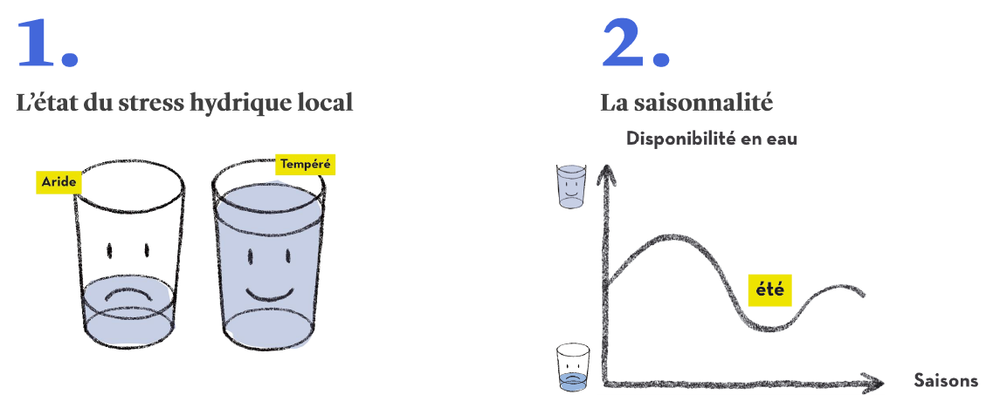 1.
L’état du stress hydrique local
Aride
Tempéré
2.
La saisonnalité
Disponibilité en eau
été
Saisons